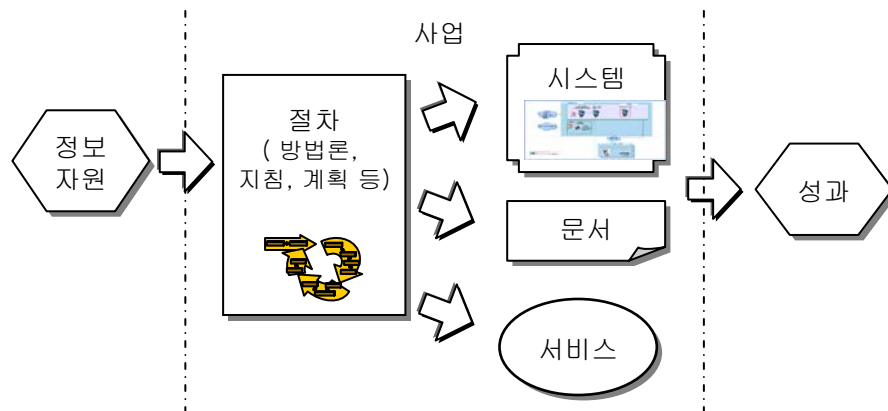 사업
정보
자원
절차
( 방법론,
지침, 계획 등)
시스템
문서
서비스
성과